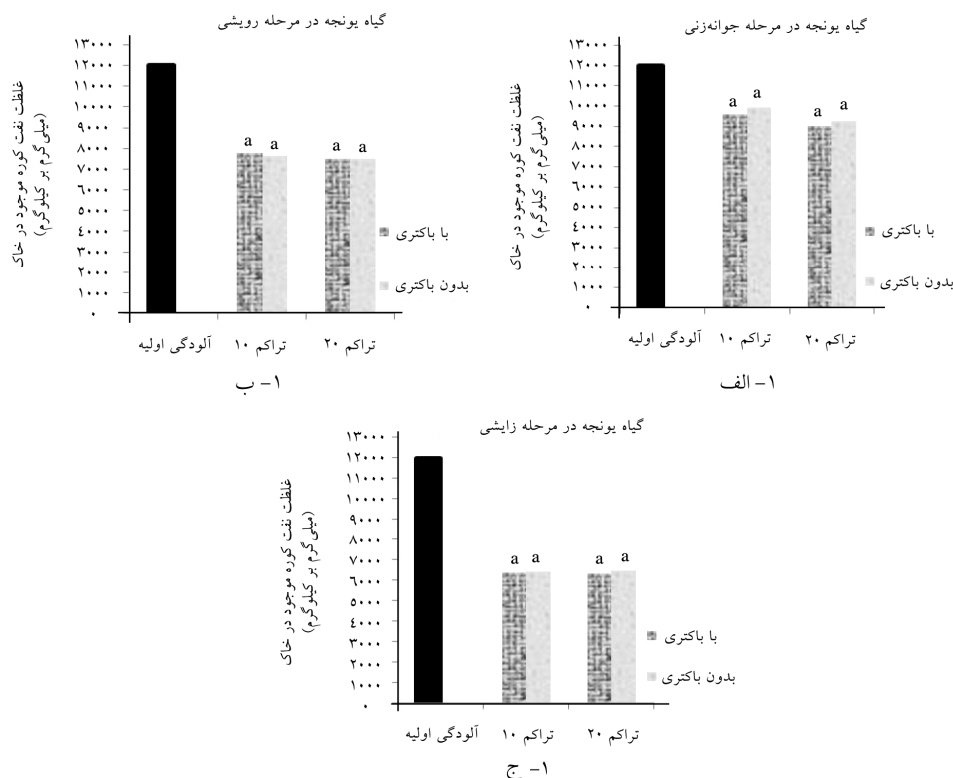 گیاه یونجه در مرحله جوانه‌زنی
غلظت نفت کوره موجود در خاک
(میلی گرم بر کیلوگرم)
۱۳۰۰۰
۱۲۰۰۰
۱۱۰۰۰
۱۰۰۰۰
۹۰۰۰
۸۰۰۰
۷۰۰۰
۶۰۰۰
۵۰۰۰
۴۰۰۰
۳۰۰۰
۲۰۰۰
۱۰۰۰
۰
a a a a
با باکتری
بدون باکتری
آلودگی اولیه تراکم ۱۰ تراکم ۲۰
۱- الف
گیاه یونجه در مرحله رویشی
غلظت نفت کوره موجود در خاک
(میلی گرم بر کیلوگرم)
۱۳۰۰۰
۱۲۰۰۰
۱۱۰۰۰
۱۰۰۰۰
۹۰۰۰
۸۰۰۰
۷۰۰۰
۶۰۰۰
۵۰۰۰
۴۰۰۰
۳۰۰۰
۲۰۰۰
۱۰۰۰
۰
a a a a
با باکتری
بدون باکتری
آلودگی اولیه تراکم ۱۰ تراکم ۲۰
۱- ب
گیاه یونجه در مرحله زایشی
غلظت نفت کوره موجود در خاک
(میلی گرم بر کیلوگرم)
۱۳۰۰۰
۱۲۰۰۰
۱۱۰۰۰
۱۰۰۰۰
۹۰۰۰
۸۰۰۰
۷۰۰۰
۶۰۰۰
۵۰۰۰
۴۰۰۰
۳۰۰۰
۲۰۰۰
۱۰۰۰
۰
a a a a
با باکتری
بدون باکتری
آلودگی اولیه تراکم ۱۰ تراکم ۲۰
۱- ج